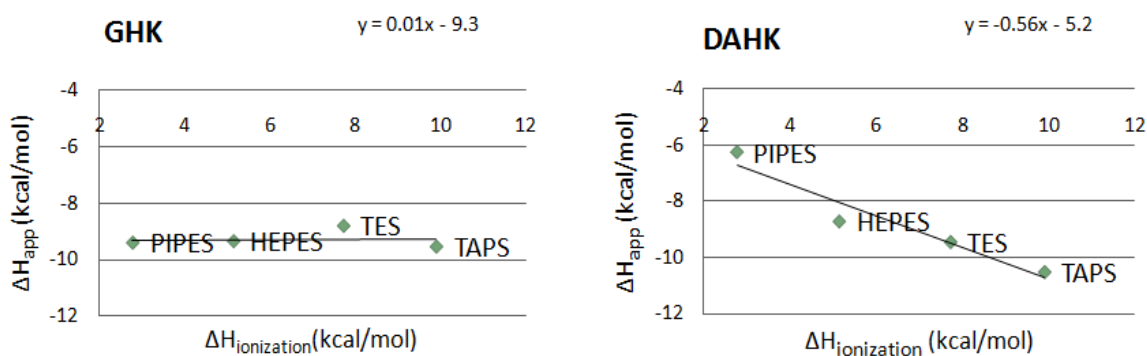 GHK
y = 0.01x - 9.3
-4
2 4 6 8 10 12
-6
-8
-10
-12
PIPES
HEPES
TES
TAPS
ΔHapp (kcal/mol)
ΔHionization(kcal/mol)
DAHK
y = -0.56x - 5.2
-4
2 4 6 8 10 12
-6
-8
-10
-12
PIPES
HEPES
TES
TAPS
ΔHapp (kcal/mol)
ΔHionization (kcal/mol)